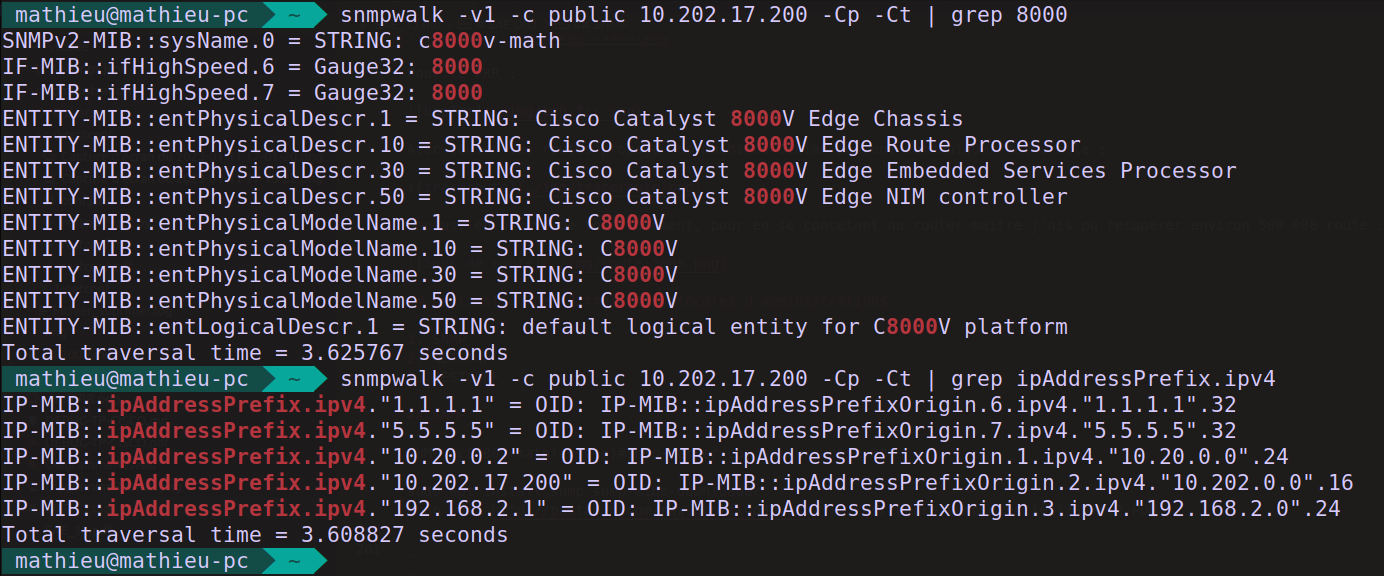 mathieu@mathieu-pc ~ snmpwalk -v1 -c public 10.202.17.200 -Cp -Ct | grep 8000
SNMPv2-MIB::sysName.0 = STRING: c8000v-math
IF-MIB::ifHighSpeed.6 = Gauge32: 8000
IF-MIB::ifHighSpeed.7 = Gauge32: 8000
ENTITY-MIB::entPhysicalDescr.1 = STRING: Cisco Catalyst 8000V Edge Chassis
ENTITY-MIB::entPhysicalDescr.10 = STRING: Cisco Catalyst 8000V Edge Route Processor
ENTITY-MIB::entPhysicalDescr.30 = STRING: Cisco Catalyst 8000V Edge Embedded Services Processor
ENTITY-MIB::entPhysicalDescr.50 = STRING: Cisco Catalyst 8000V Edge NIM controller
ENTITY-MIB::entPhysicalModelName.1 = STRING: C8000V
ENTITY-MIB::entPhysicalModelName.10 = STRING: C8000V
ENTITY-MIB::entPhysicalModelName.30 = STRING: C8000V
ENTITY-MIB::entPhysicalModelName.50 = STRING: C8000V
ENTITY-MIB::entLogicalDescr.1 = STRING: default logical entity for C8000V platform
Total traversal time = 3.625767 seconds
mathieu@mathieu-pc ~ snmpwalk -v1 -c public 10.202.17.200 -Cp -Ct | grep ipAddressPrefix.ipv4
IP-MIB::ipAddressPrefix.ipv4."1.1.1.1" = OID: IP-MIB::ipAddressPrefixOrigin.6.ipv4."1.1.1.1".32
IP-MIB::ipAddressPrefix.ipv4."5.5.5.5" = OID: IP-MIB::ipAddressPrefixOrigin.7.ipv4."5.5.5.5".32
IP-MIB::ipAddressPrefix.ipv4."10.20.0.2" = OID: IP-MIB::ipAddressPrefixOrigin.1.ipv4."10.20.0.0".24
IP-MIB::ipAddressPrefix.ipv4."10.202.17.200" = OID: IP-MIB::ipAddressPrefixOrigin.2.ipv4."10.202.0.0".16
IP-MIB::ipAddressPrefix.ipv4."192.168.2.1" = OID: IP-MIB::ipAddressPrefixOrigin.3.ipv4."192.168.2.0".24
Total traversal time = 3.608827 seconds
mathieu@mathieu-pc ~